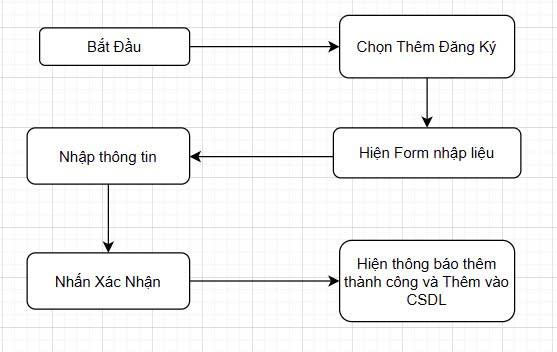 Bắt Đầu
Chọn Thêm Đăng Ký
Hiện Form nhập liệu
Nhập thông tin
Nhấn Xác Nhận
Hiện thông báo thêm
thành công và Thêm vào
CSDL